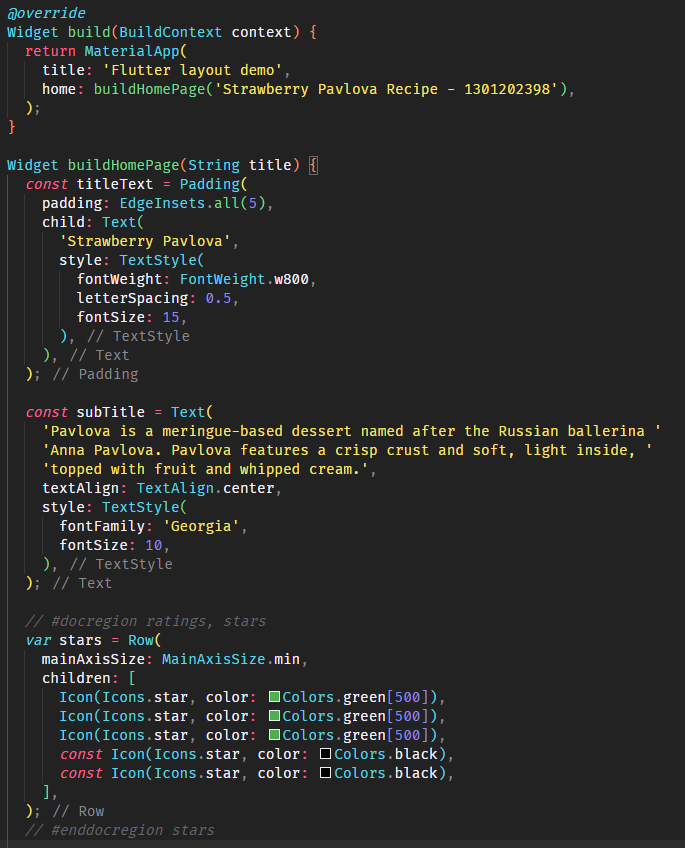 @override
Widget build(BuildContext context) {
  return MaterialApp(
    title: 'Flutter layout demo',
    home: buildHomePage('Strawberry Pavlova Recipe - 1301202398'),
  );
}

Widget buildHomePage(String title) {
  const titleText = Padding(
    padding: EdgeInsets.all(5),
    child: Text(
      'Strawberry Pavlova',
      style: TextStyle(
        fontWeight: FontWeight.w800,
        letterSpacing: 0.5,
        fontSize: 15,
      ), // TextStyle
    ), // Text
  ); // Padding

  const subTitle = Text(
    'Pavlova is a meringue-based dessert named after the Russian ballerina '
    'Anna Pavlova. Pavlova features a crisp crust and soft, light inside, '
    'topped with fruit and whipped cream.',
    textAlign: TextAlign.center,
    style: TextStyle(
      fontFamily: 'Georgia',
      fontSize: 10,
    ), // TextStyle
  ); // Text

  // #docregion ratings, stars
  var stars = Row(
    mainAxisSize: MainAxisSize.min,
    children: [
      Icon(Icons.star, color: Colors.green[500]),
      Icon(Icons.star, color: Colors.green[500]),
      Icon(Icons.star, color: Colors.green[500]),
      const Icon(Icons.star, color: Colors.black),
      const Icon(Icons.star, color: Colors.black),
    ],
  ); // Row
  // #enddocregion stars